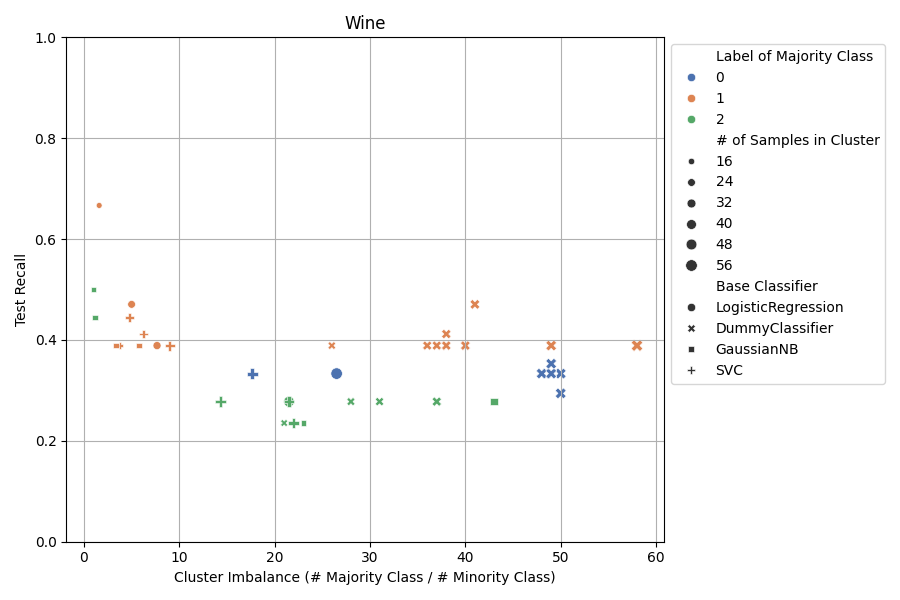 Wine
Test Recall
1.0
0.8
0.6
0.4
0.2
0.0
0 10 20 30 40 50 60
Cluster Imbalance (# Majority Class / # Minority Class)
Label of Majority Class
0
1
2
# of Samples in Cluster
16
24
32
40
48
56
Base Classifier
LogisticRegression
DummyClassifier
GaussianNB
SVC